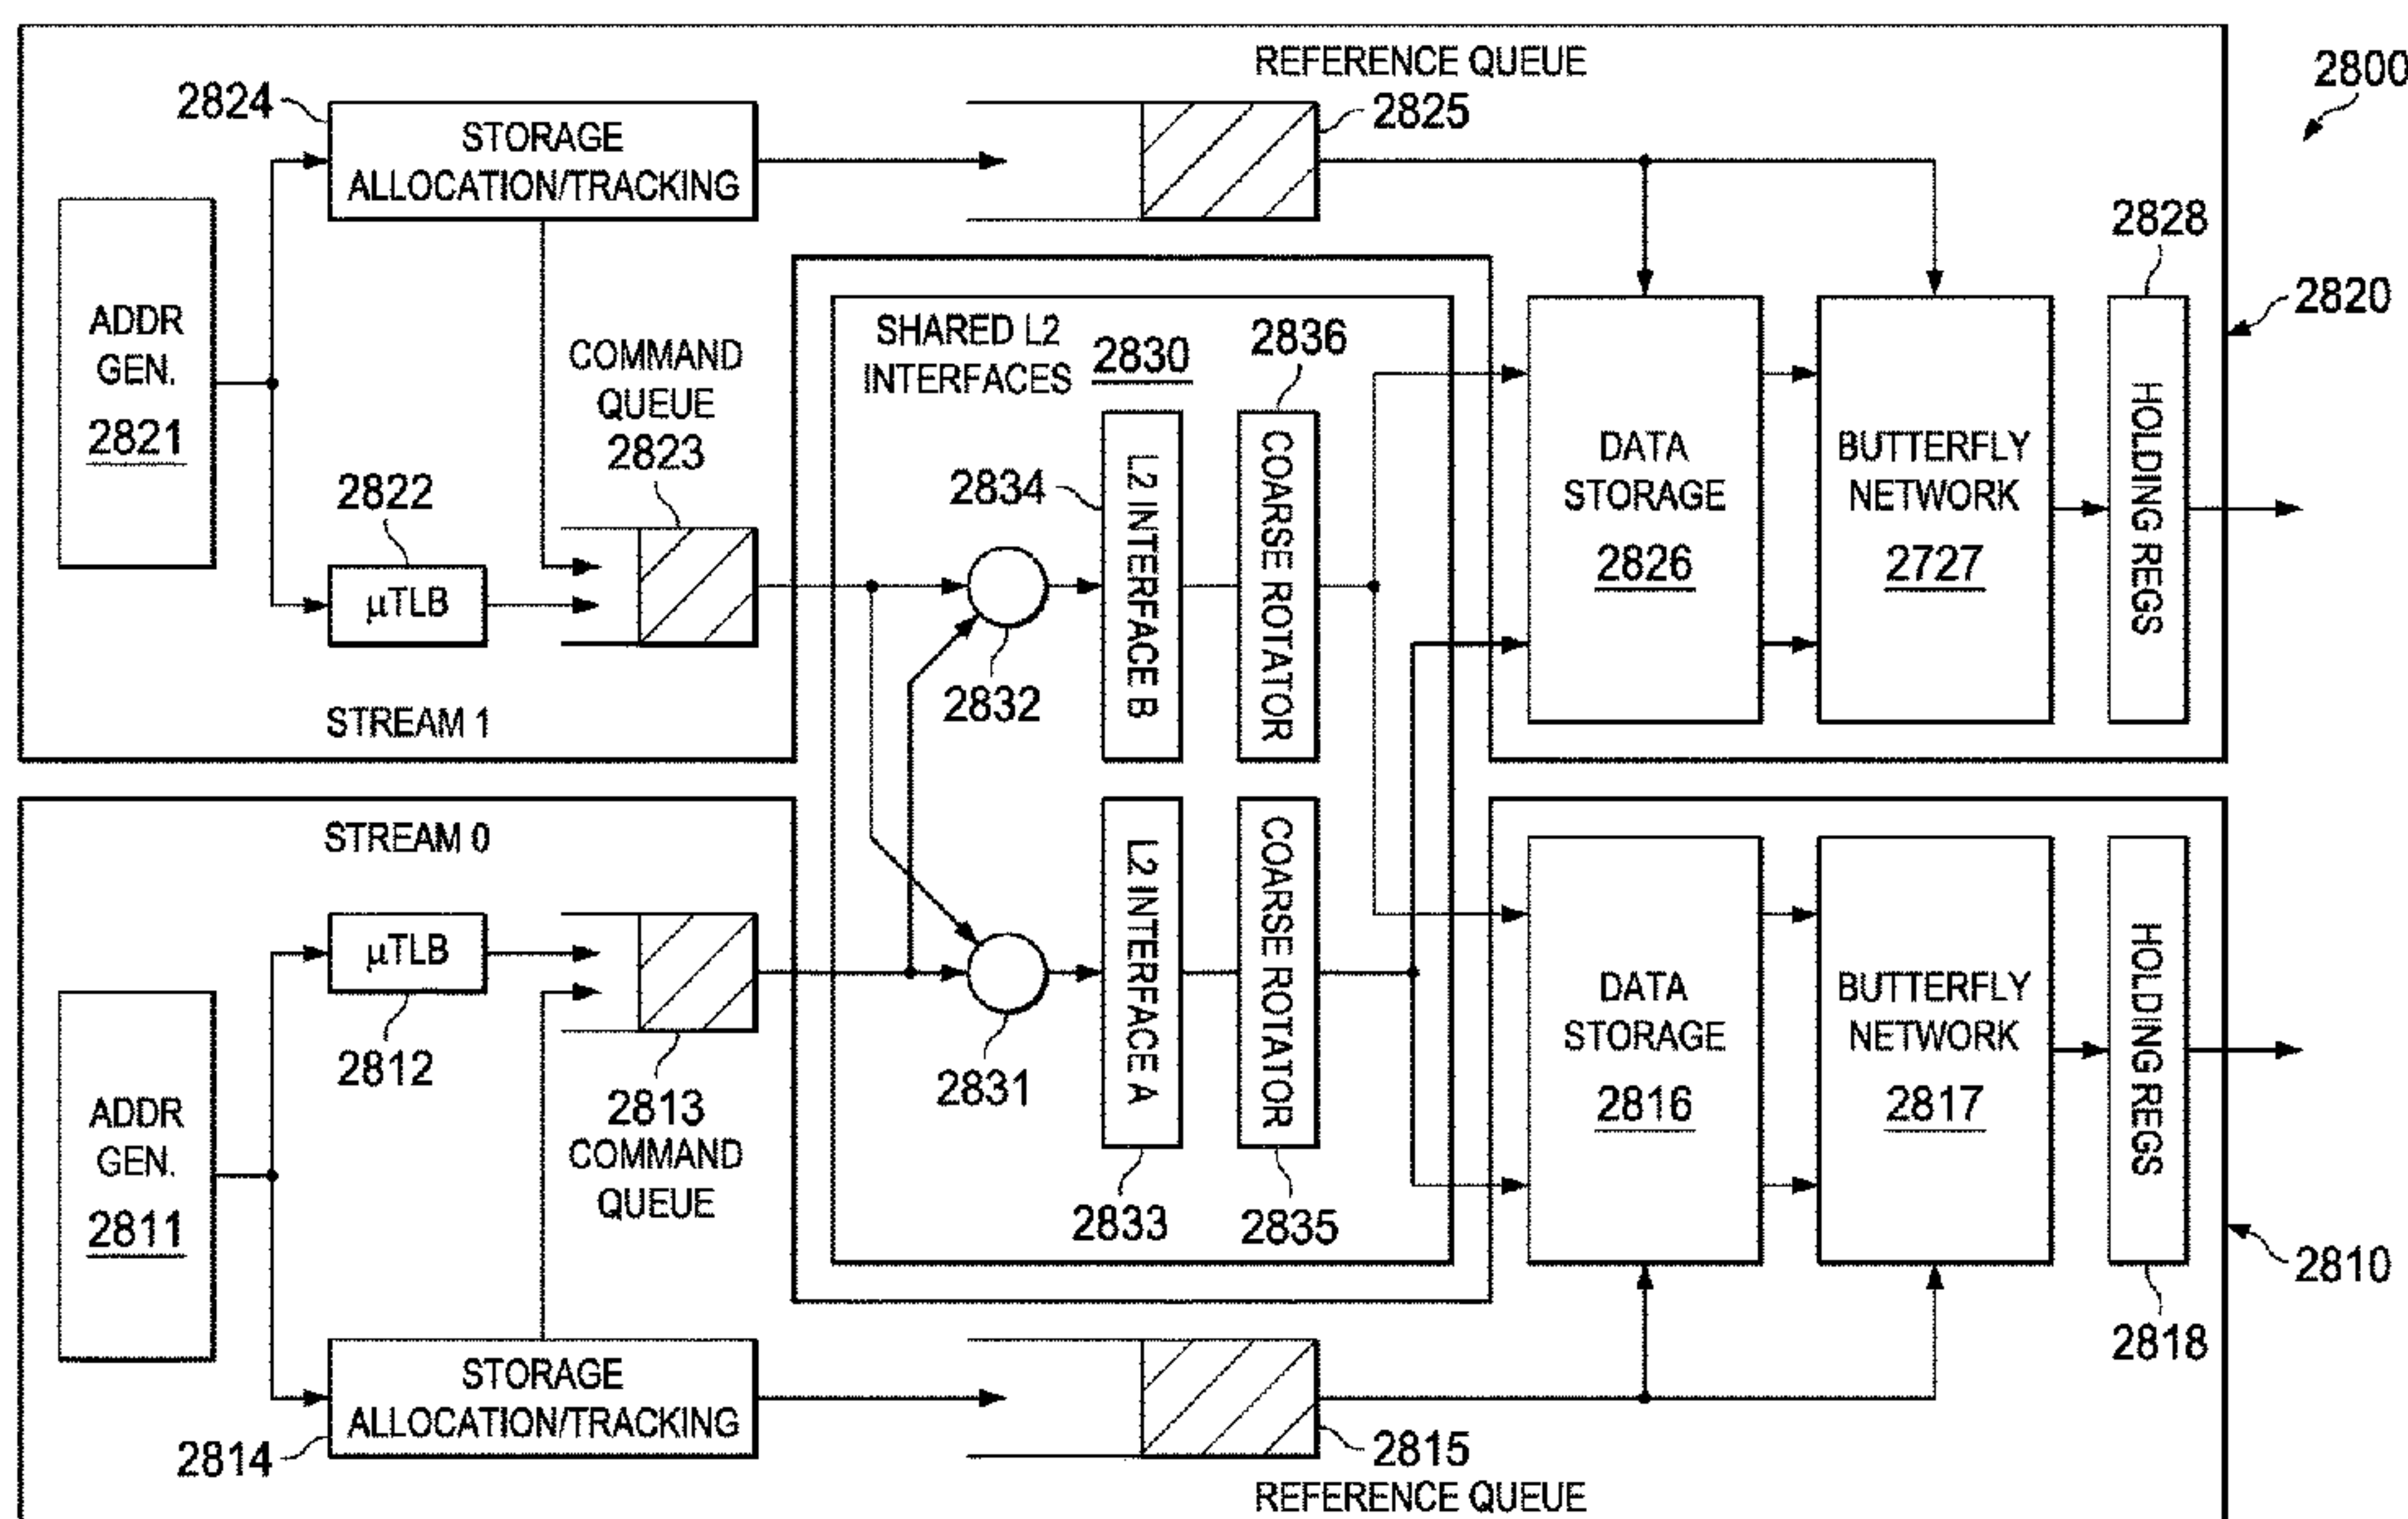 REFERENCE QUEUE
2825
2800
2824
STORAGE
ALLOCATION/TRACKING
2828
2820
ADDR
GEN.
2821
COMMAND
QUEUE
2823
2822
μTLB
STREAM 1
SHARED L2
INTERFACES
2830
2836
2834
L2 INTERFACE B
COARSE ROTATOR
2832
DATA
STORAGE
2826
BUTTERFLY
NETWORK
2727
HOLDING REGS
STREAM 0
μTLB
2812
2813
COMMAND
QUEUE
ADDR
GEN.
2811
2831
L2 INTERFACE A
COARSE ROTATOR
2833
2835
DATA
STORAGE
2816
BUTTERFLY
NETWORK
2817
HOLDING REGS
2810
2818
STORAGE
ALLOCATION/TRACKING
2814
2815
REFERENCE QUEUE